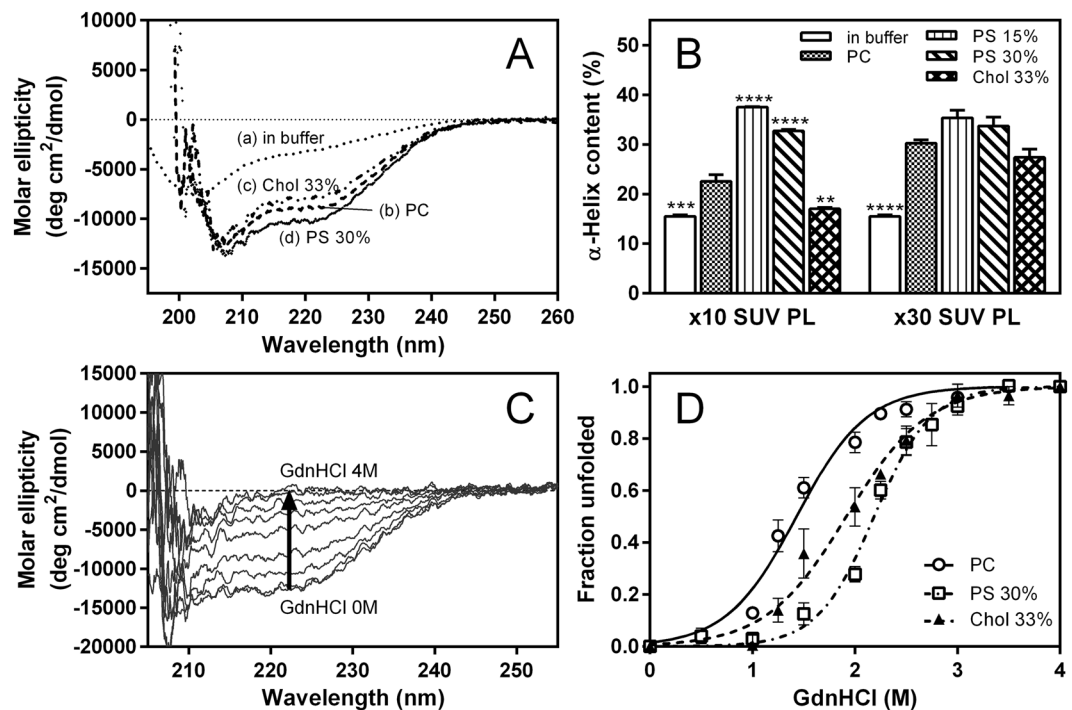 A
10000
5000
0
-5000
-10000
-15000
Molar ellipticity
(deg cm²/dmol)
(a) in buffer
(c) Chol 33%
(b) PC
(d) PS 30%
200 210 220 230 240 250 260
Wavelength (nm)
B
50
40
30
20
10
0
α-Helix content (%)
in buffer
PC
PS 15%
PS 30%
Chol 33%
*** **** **** ** ****
x10 SUV PL x30 SUV PL
C
15000
10000
5000
0
-5000
-10000
-15000
-20000
Molar ellipticity
(deg cm²/dmol)
GdnHCl 4M
GdnHCl 0M
210 220 230 240 250
Wavelength (nm)
D
1.0
0.8
0.6
0.4
0.2
0.0
Fraction unfolded
PC
PS 30%
Chol 33%
0 1 2 3 4
GdnHCl (M)